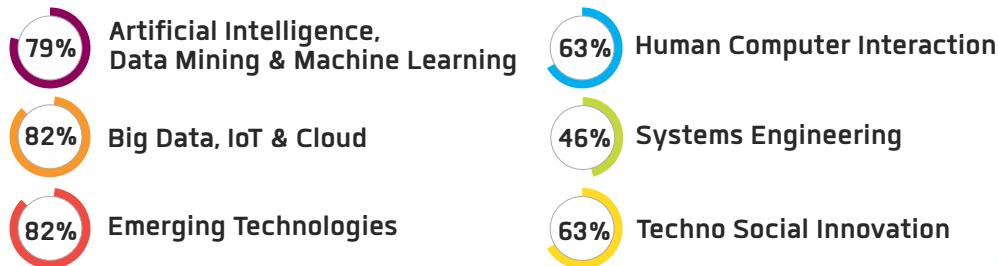 79%
Artificial Intelligence,
Data Mining & Machine Learning
82%
Big Data, IoT & Cloud
82%
Emerging Technologies
63%
Human Computer Interaction
46%
Systems Engineering
63%
Techno Social Innovation